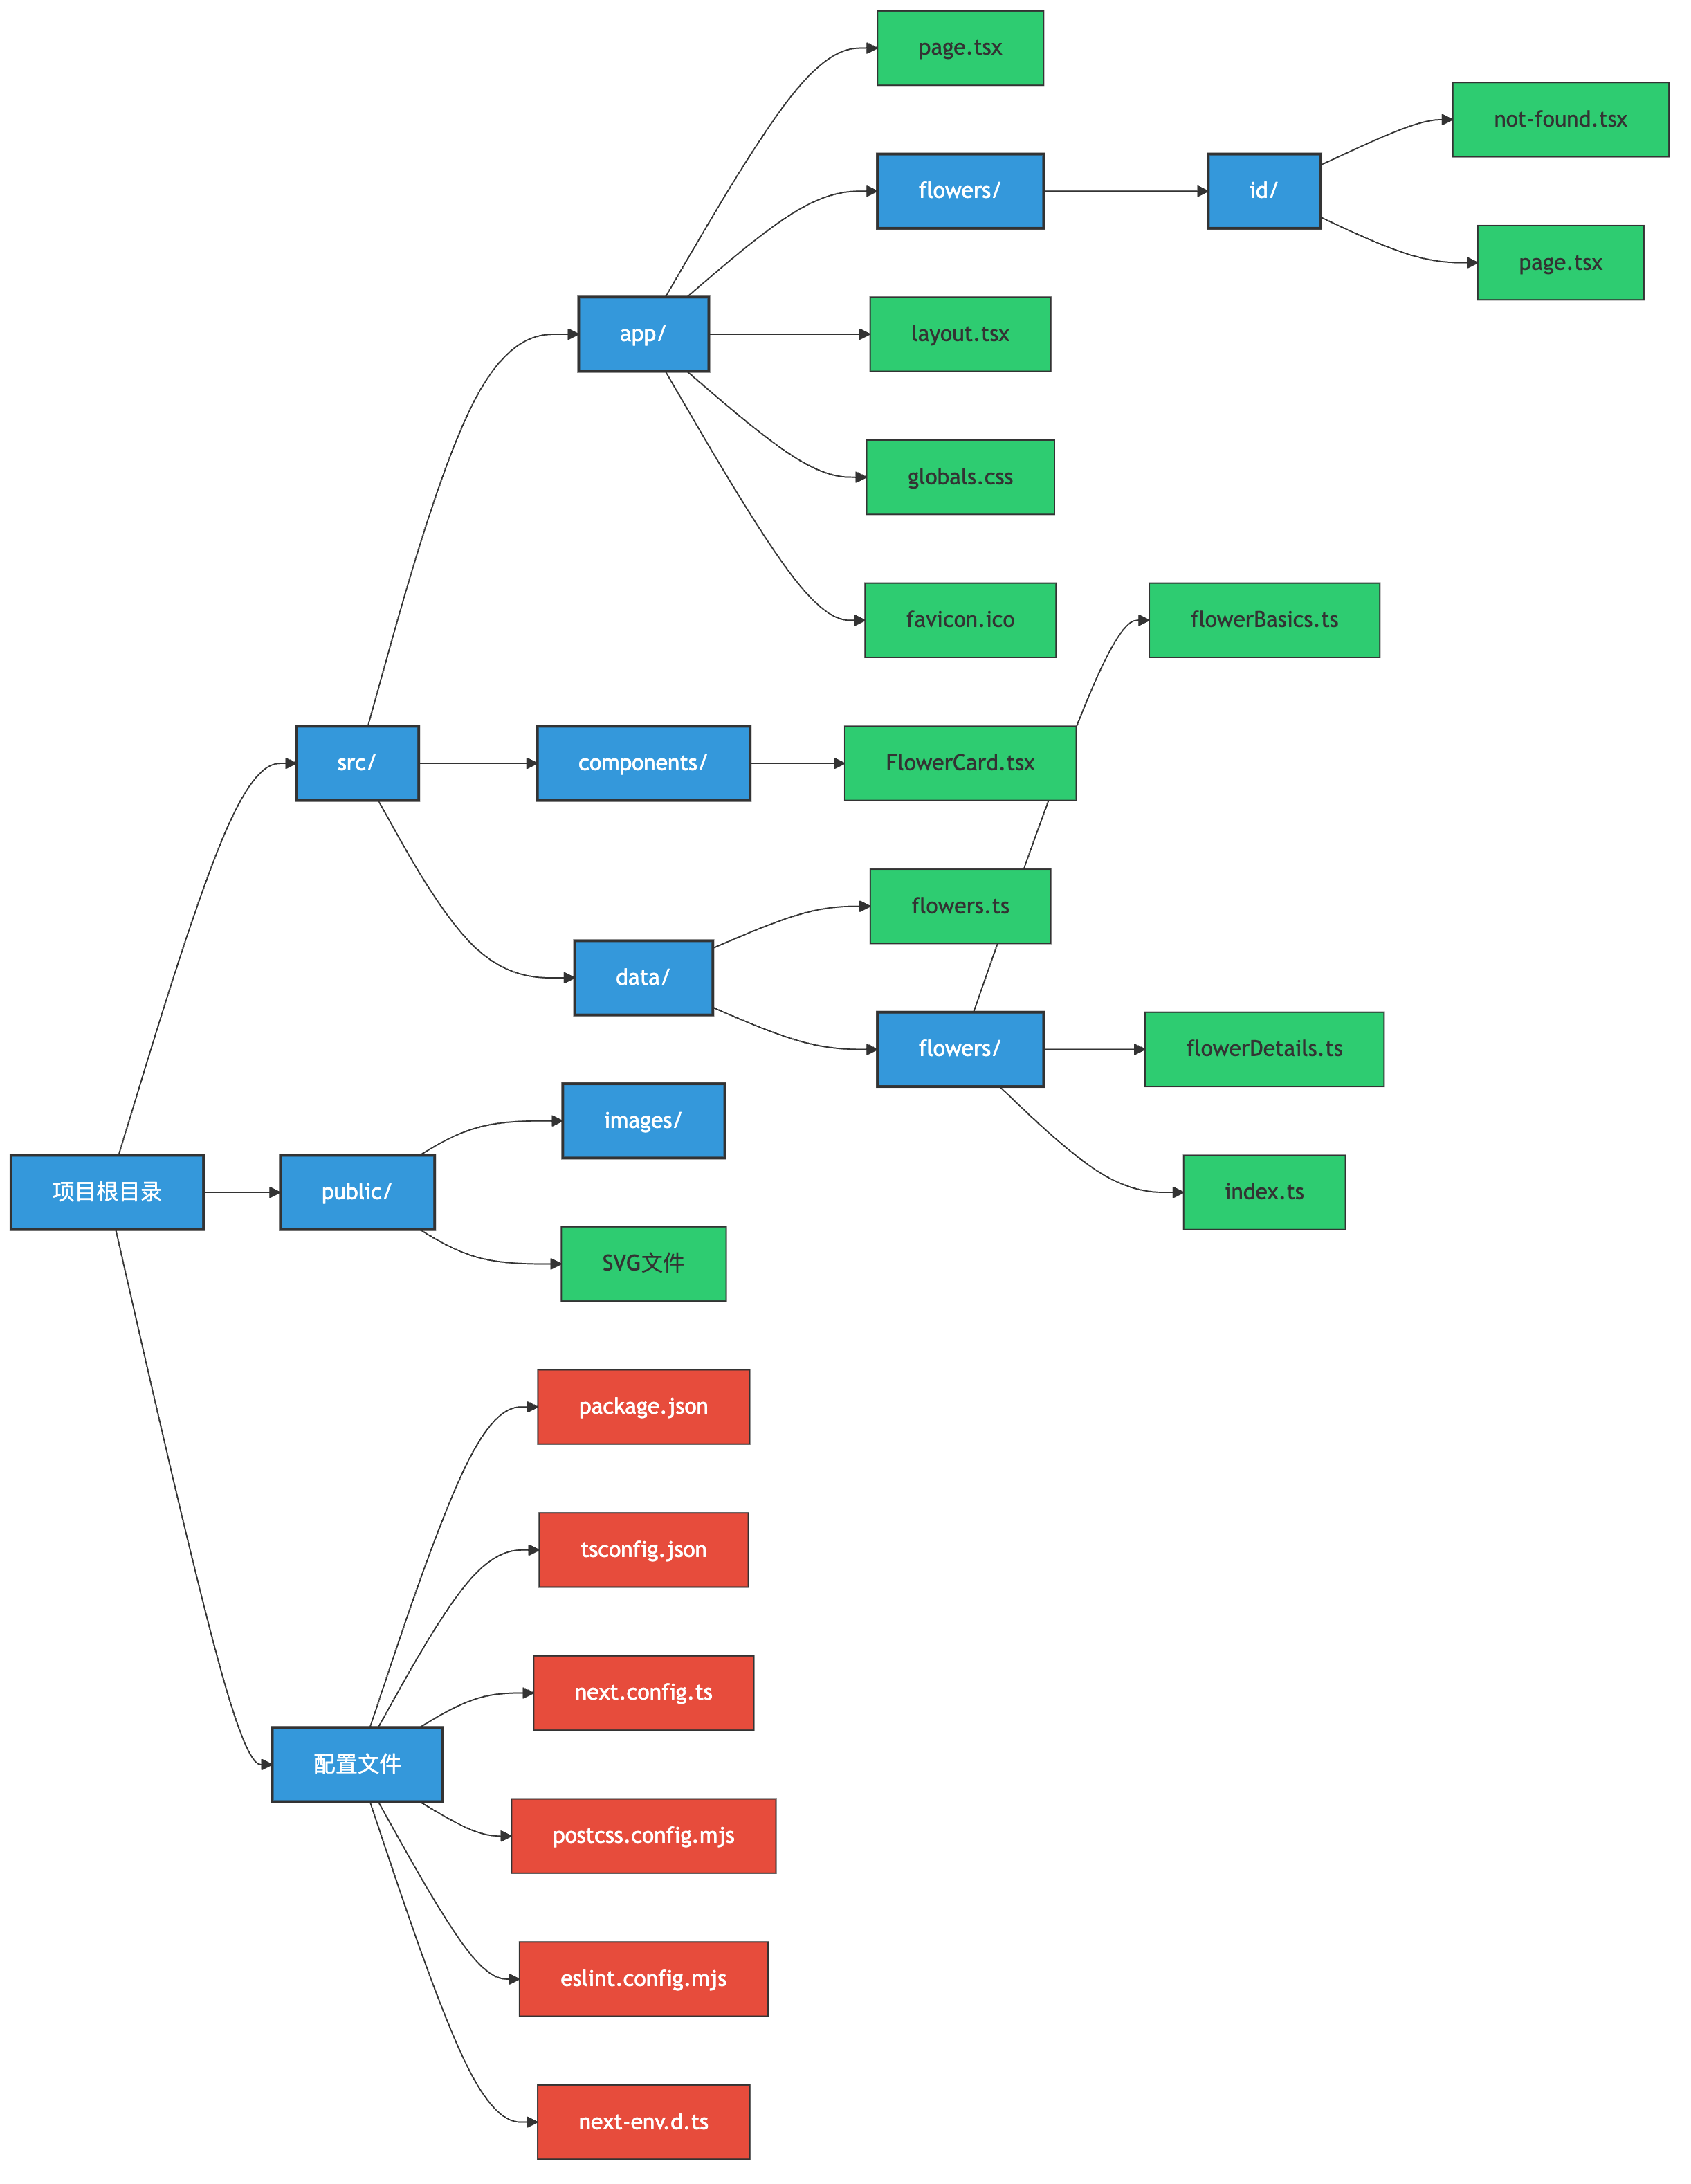 page.tsx
not-found.tsx
flowers/
id/
page.tsx
app/
layout.tsx
globals.css
favicon.ico
flowerBasics.ts
src/
components/
FlowerCard.tsx
flowers.ts
data/
flowers/
flowerDetails.ts
images/
项目根目录
public/
index.ts
SVG文件
package.json
tsconfig.json
next.config.ts
配置文件
postcss.config.mjs
eslint.config.mjs
next-env.d.ts